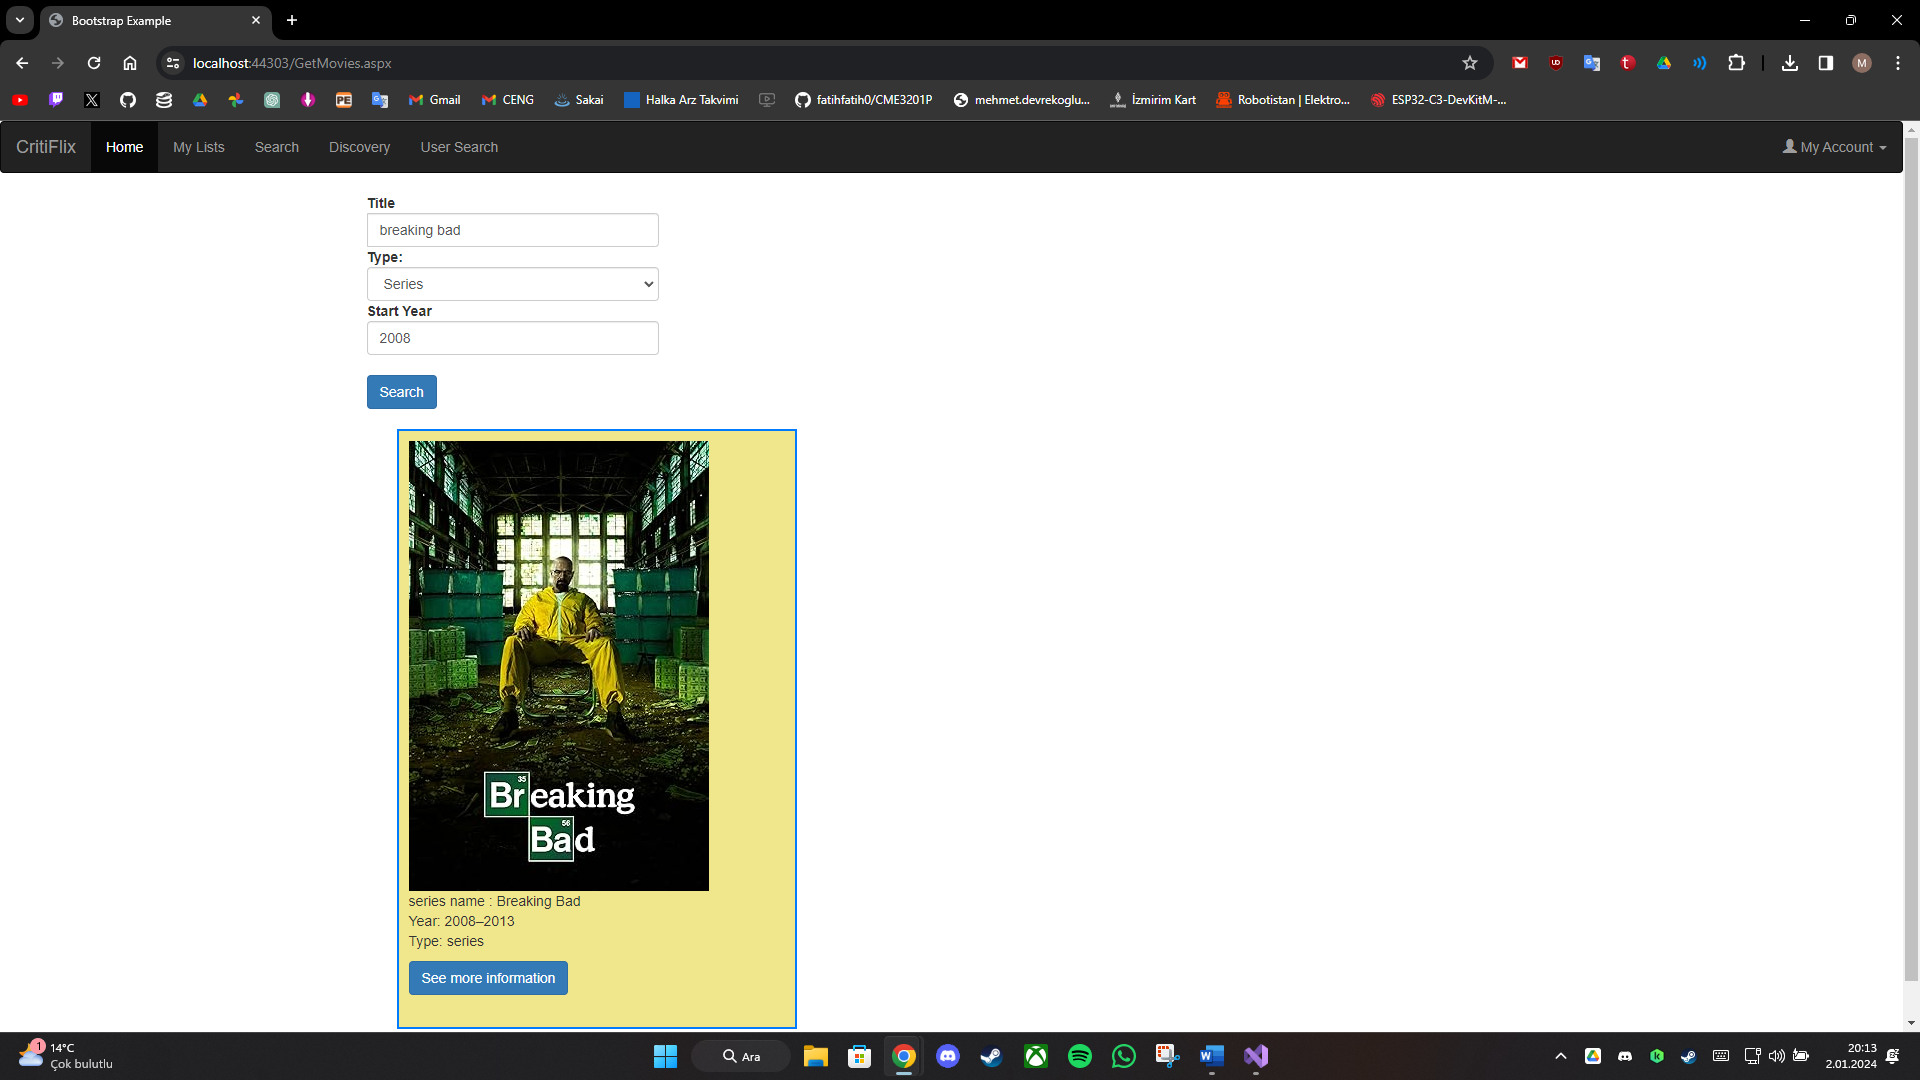 Bootstrap Example
localhost:44303/GetMovies.aspx
M
Gmail
CENG
Sakai
Halka Arz Takvimi
fatihfatih0/CME3201P
mehmet.devrekoglu...
İzmirim Kart
Robotistan | Elektro...
ESP32-C3-DevKitM-...
CritiFlix
Home
My Lists
Search
Discovery
User Search
My Account
Title
breaking bad
Type:
Series
Start Year
2008
Search
35
Breaking
56
Bad
series name : Breaking Bad
Year: 2008–2013
Type: series
See more information
1
14°C
Çok bulutlu
Ara
20:13
2.01.2024